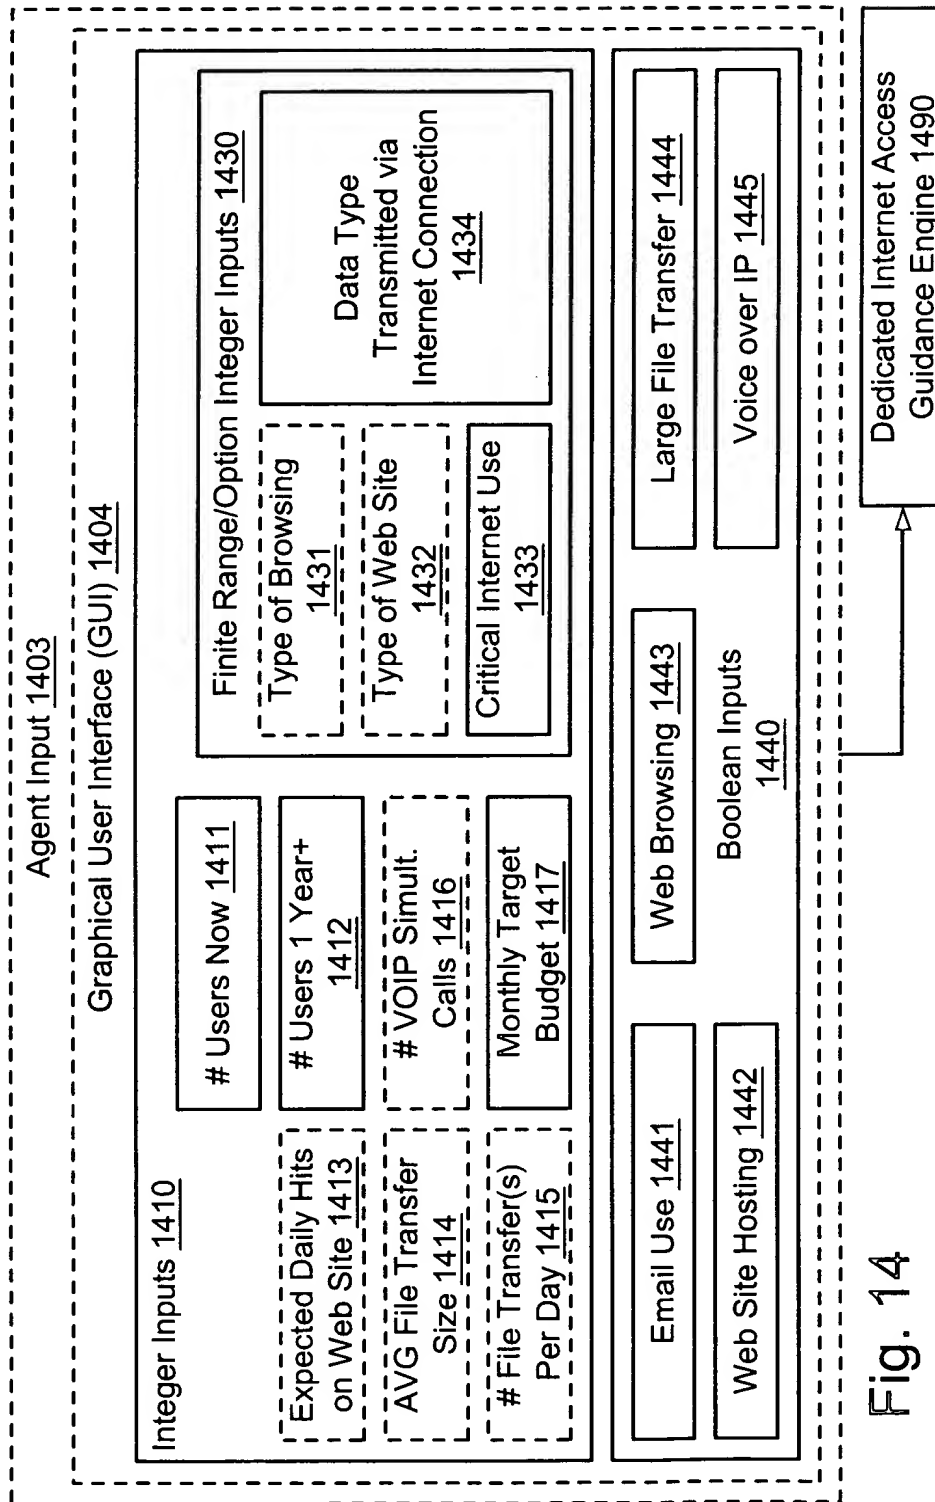 Agent Input 1403
Graphical User Interface (GUI) 1404
Integer Inputs 1410
# Users Now 1411
Expected Daily Hits
on Web Site 1413
# Users 1 Year+
1412
AVG File Transfer
Size 1414
# VOIP Simult.
Calls 1416
# File Transfer(s)
Per Day 1415
Monthly Target
Budget 1417
Finite Range/Option Integer Inputs 1430
Type of Browsing
1431
Type of Web Site
1432
Critical Internet Use
1433
Data Type
Transmitted via
Internet Connection
1434
Email Use 1441
Web Site Hosting 1442
Web Browsing 1443
Boolean Inputs
1440
Large File Transfer 1444
Voice over IP 1445
Dedicated Internet Access
Guidance Engine 1490
Fig. 14